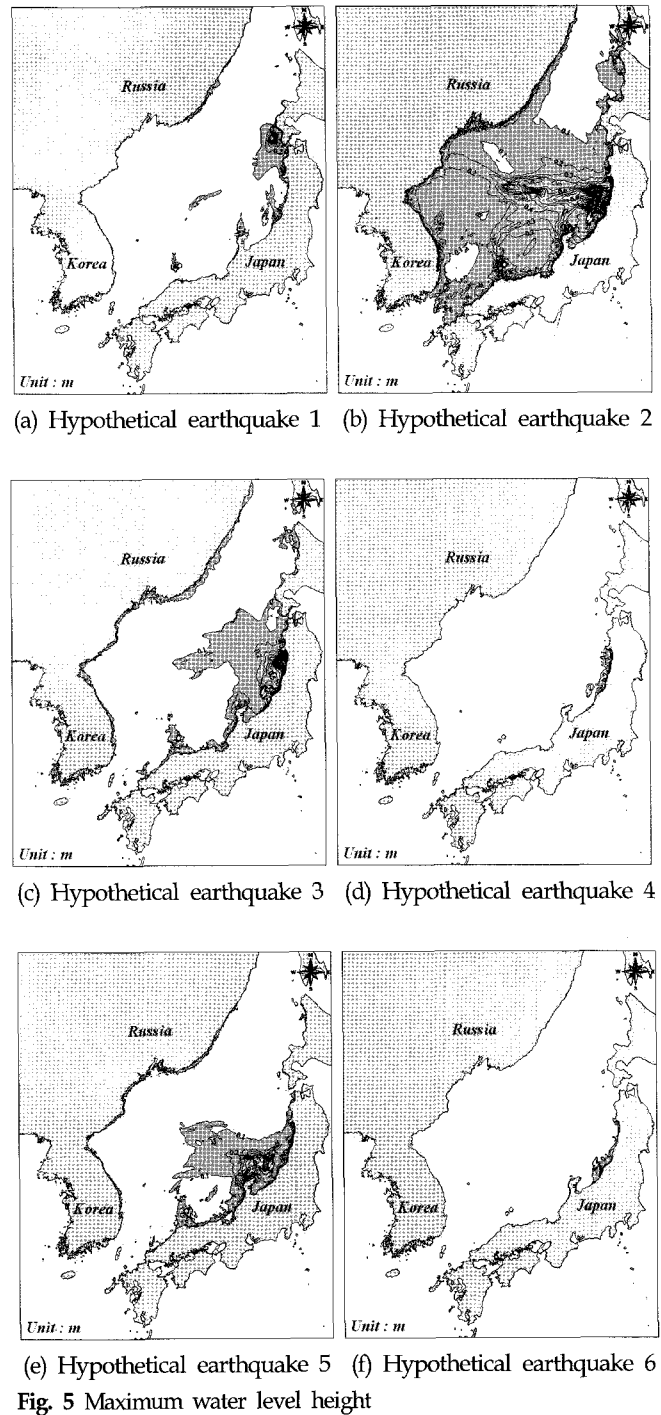 Russia
Korea
Japan
Unit : m
Russia
Korea
Japan
Unit : m
(a) Hypothetical earthquake 1 (b) Hypothetical earthquake 2
Russia
Korea
Japan
Unit : m
Russia
Korea
Japan
Unit : m
(c) Hypothetical earthquake 3 (d) Hypothetical earthquake 4
Russia
Korea
Japan
Unit : m
Russia
Korea
Japan
Unit : m
(e) Hypothetical earthquake 5 (f) Hypothetical earthquake 6
Fig. 5 Maximum water level height